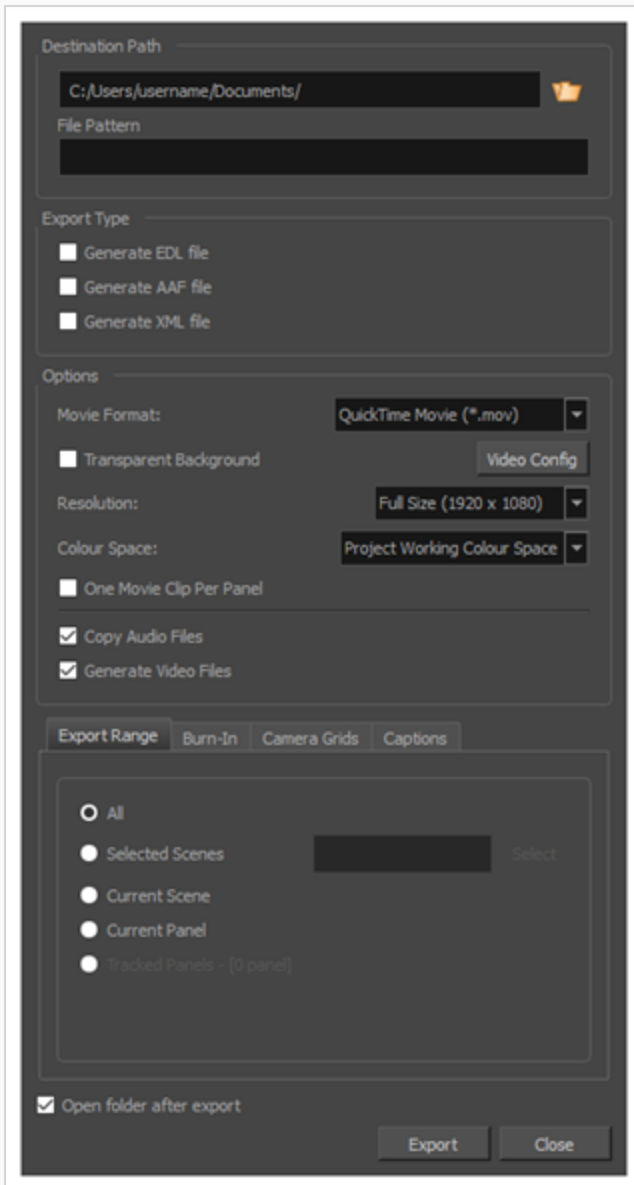 Destination Path
C:/Users/username/Documents/
File Pattern
Export Type
Generate EDL file
Generate AAF file
Generate XML file
Options
Movie Format: QuickTime Movie (*.mov)
Transparent Background Video Config
Resolution: Full Size (1920 x 1080)
Colour Space: Project Working Colour Space
One Movie Clip Per Panel
Copy Audio Files
Generate Video Files
Export Range Burn-In Camera Grids Captions
All
Selected Scenes Select
Current Scene
Current Panel
Tracked Panels - [0 panel]
Open folder after export
Export Close